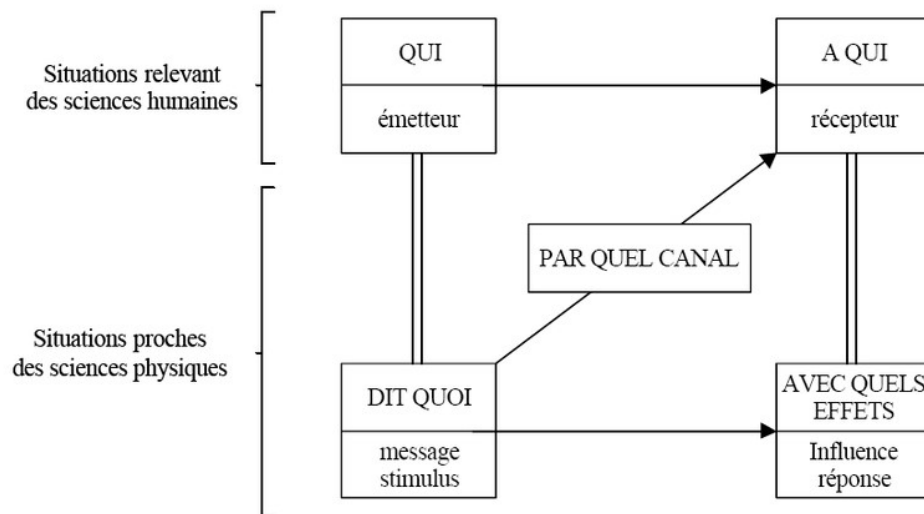 QUI
A QUI
Situations relevant
des sciences humaines
émetteur
récepteur
PAR QUEL CANAL
Situations proches
des sciences physiques
DIT QUOI
AVEC QUELS
EFFETS
message
stimulus
Influence
réponse